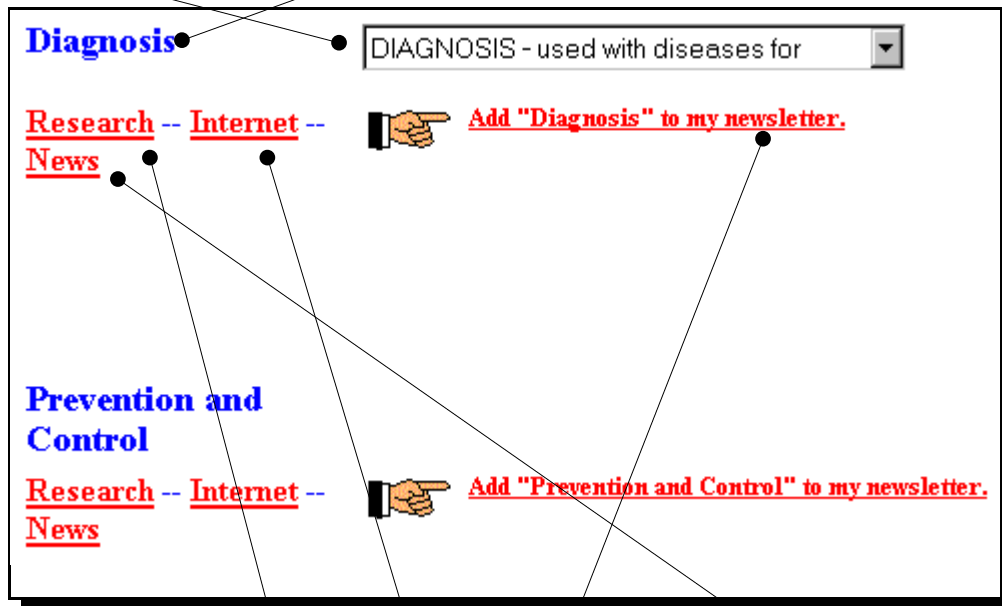 Diagnosis
DIAGNOSIS - used with diseases for
Research -- Internet --
News
Add "Diagnosis" to my newsletter.
Prevention and
Control
Research -- Internet --
News
Add "Prevention and Control" to my newsletter.